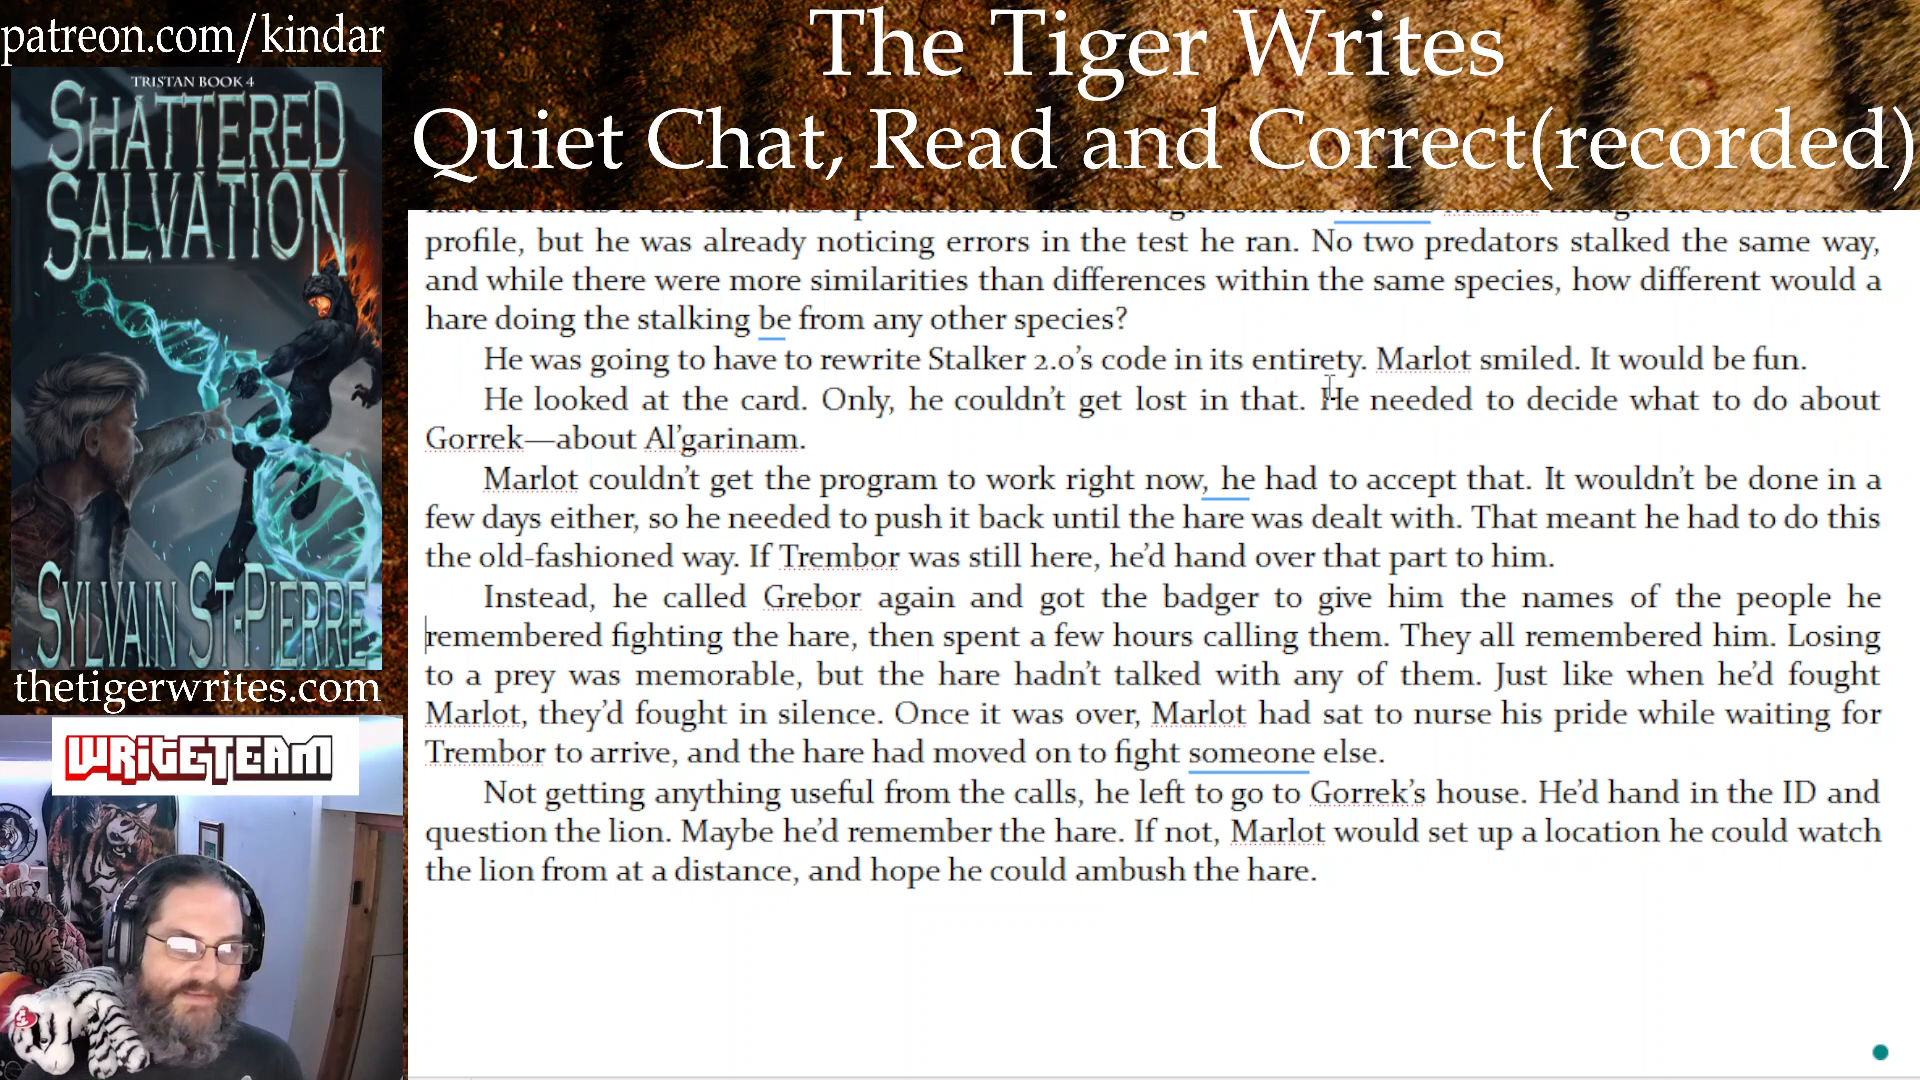 patreon.com/kindar
The Tiger Writes
Quiet Chat, Read and Correct(recorded)
TRISTAN BOOK 4
SHATTERED
SALVATION
SYLVAIN ST-PIERRE
thetigerwrites.com
WRITETEAM
profile, but he was already noticing errors in the test he ran. No two predators stalked the same way,
and while there were more similarities than differences within the same species, how different would a
hare doing the stalking be from any other species?
He was going to have to rewrite Stalker 2.0’s code in its entirety. Marlot smiled. It would be fun.
He looked at the card. Only, he couldn’t get lost in that. He needed to decide what to do about
Gorrek—about Al’garinam.
Marlot couldn’t get the program to work right now, he had to accept that. It wouldn’t be done in a
few days either, so he needed to push it back until the hare was dealt with. That meant he had to do this
the old-fashioned way. If Trembor was still here, he’d hand over that part to him.
Instead, he called Grebor again and got the badger to give him the names of the people he
remembered fighting the hare, then spent a few hours calling them. They all remembered him. Losing
to a prey was memorable, but the hare hadn’t talked with any of them. Just like when he’d fought
Marlot, they’d fought in silence. Once it was over, Marlot had sat to nurse his pride while waiting for
Trembor to arrive, and the hare had moved on to fight someone else.
Not getting anything useful from the calls, he left to go to Gorrek’s house. He’d hand in the ID and
question the lion. Maybe he’d remember the hare. If not, Marlot would set up a location he could watch
the lion from at a distance, and hope he could ambush the hare.